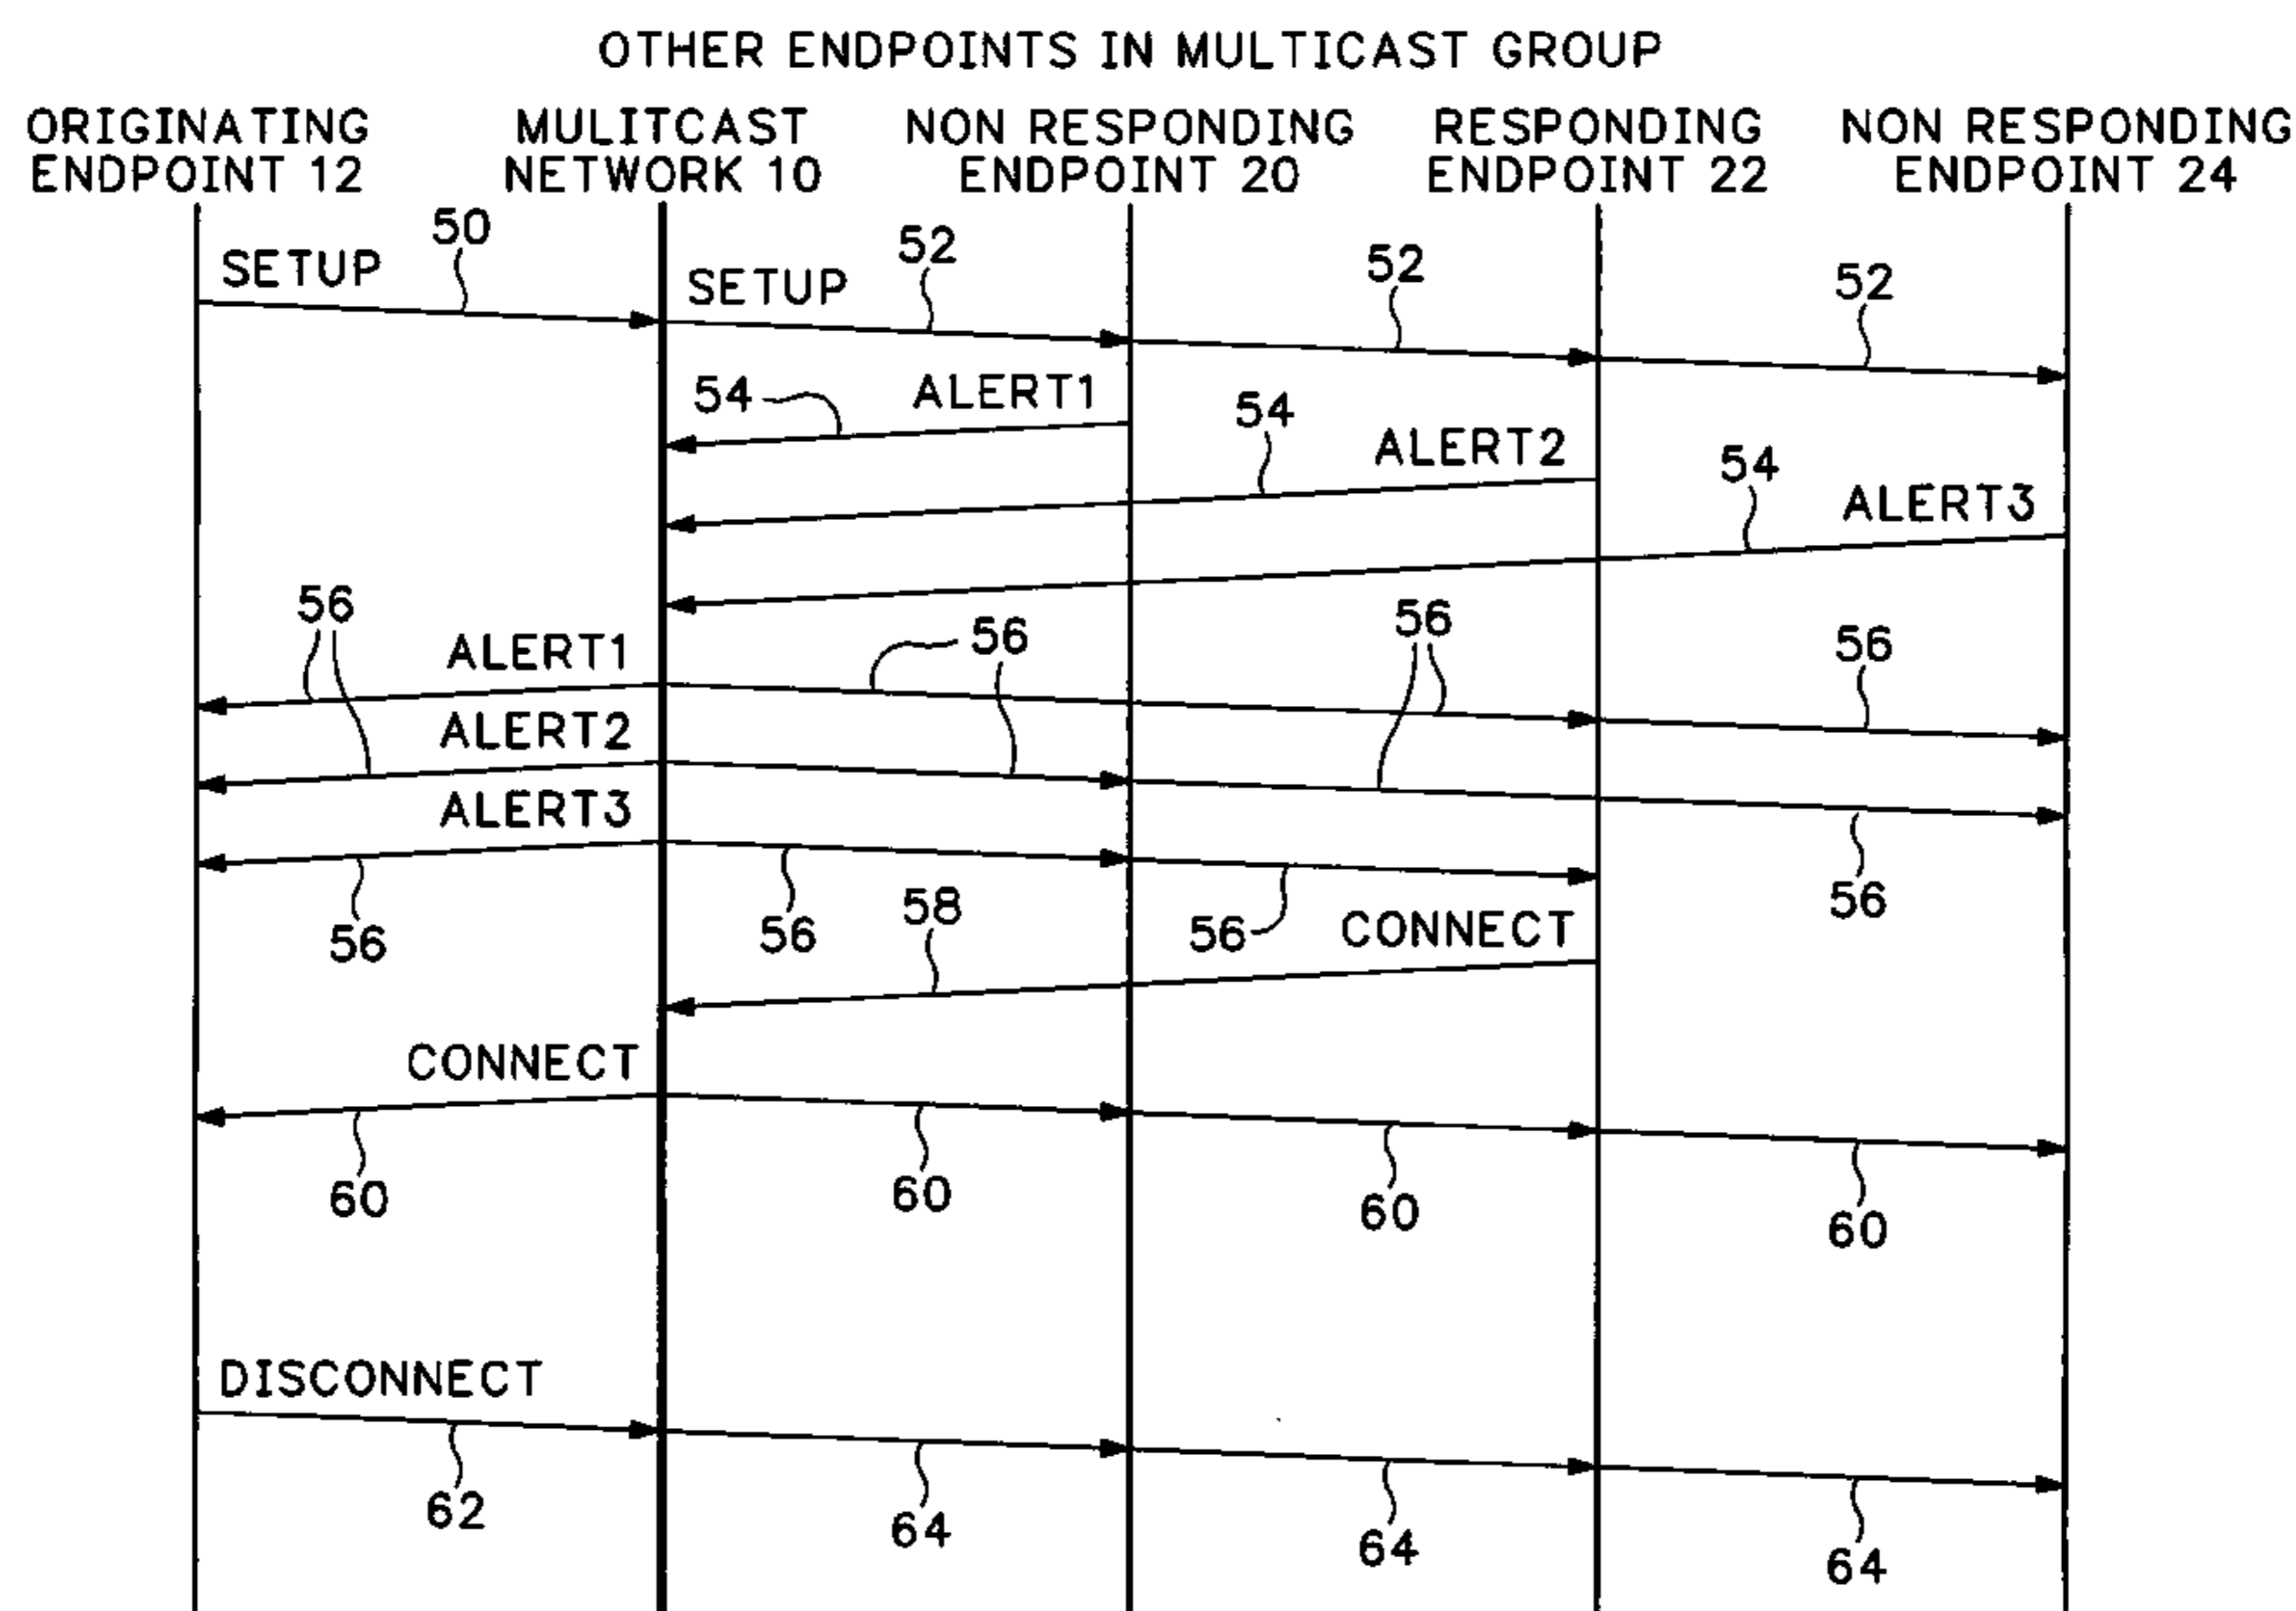 OTHER ENDPOINTS IN MULTICAST GROUP
ORIGINATING ENDPOINT 12
MULITCAST NETWORK 10
NON RESPONDING ENDPOINT 20
RESPONDING ENDPOINT 22
NON RESPONDING ENDPOINT 24
50
SETUP
52
SETUP
52
52
54
ALERT1
54
ALERT2
54
ALERT3
56
ALERT1
56
56
56
ALERT2
ALERT3
56
56
56
56
58
CONNECT
CONNECT
60
60
60
60
DISCONNECT
62
64
64
64